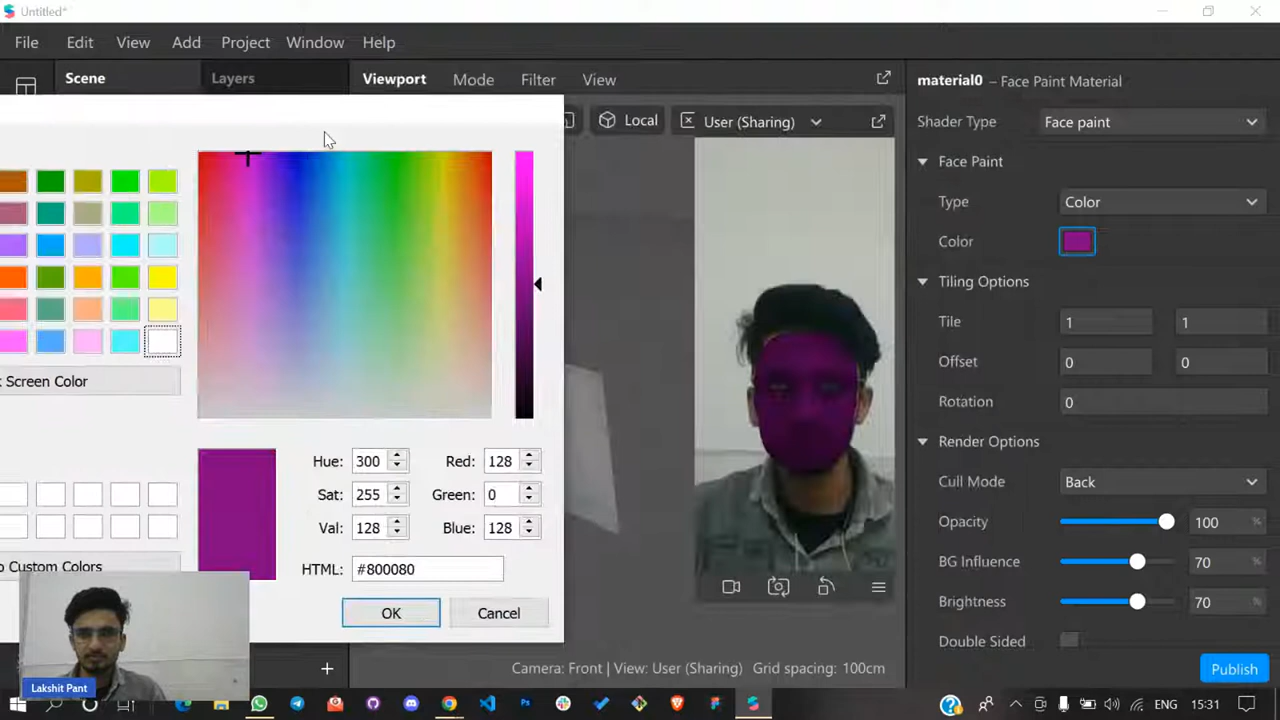 Untitled*
File Edit View Add Project Window Help
Scene Layers
Viewport Mode Filter View
Local
User (Sharing)
Screen Color
Custom Colors
Hue: 300 Red: 128
Sat: 255 Green: 0
Val: 128 Blue: 128
HTML: #800080
OK Cancel
Lakshit Pant
Camera: Front | View: User (Sharing) Grid spacing: 100cm
material0 – Face Paint Material
Shader Type Face paint
Face Paint
Type Color
Color
Tiling Options
Tile 1 1
Offset 0 0
Rotation 0
Render Options
Cull Mode Back
Opacity 100 %
BG Influence 70 %
Brightness 70 %
Double Sided
Publish
ENG 15:31